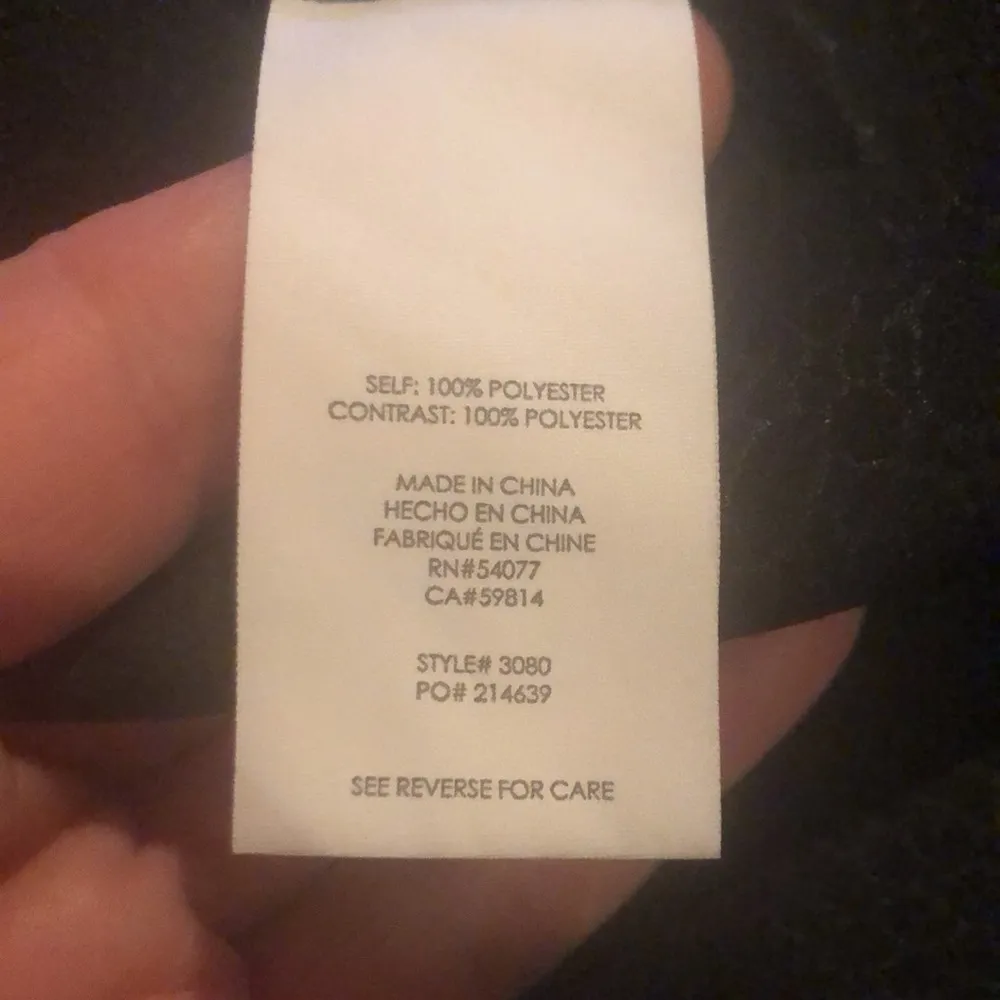 SELF: 100% POLYESTER
CONTRAST: 100% POLYESTER
MADE IN CHINA
HECHO EN CHINA
FABRIQUÉ EN CHINE
RN#54077
CA#59814
STYLE# 3080
PO# 214639
SEE REVERSE FOR CARE